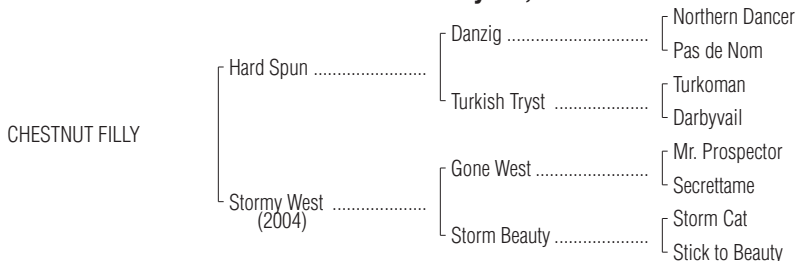 Northern Dancer
Danzig ..............................
Pas de Nom
Hard Spun ........................
Turkoman
Turkish Tryst ....................
Darbyvail
CHESTNUT FILLY
Mr. Prospector
Gone West ........................
Secrettame
Stormy West ....................
(2004)
Storm Cat
Storm Beauty ....................
Stick to Beauty